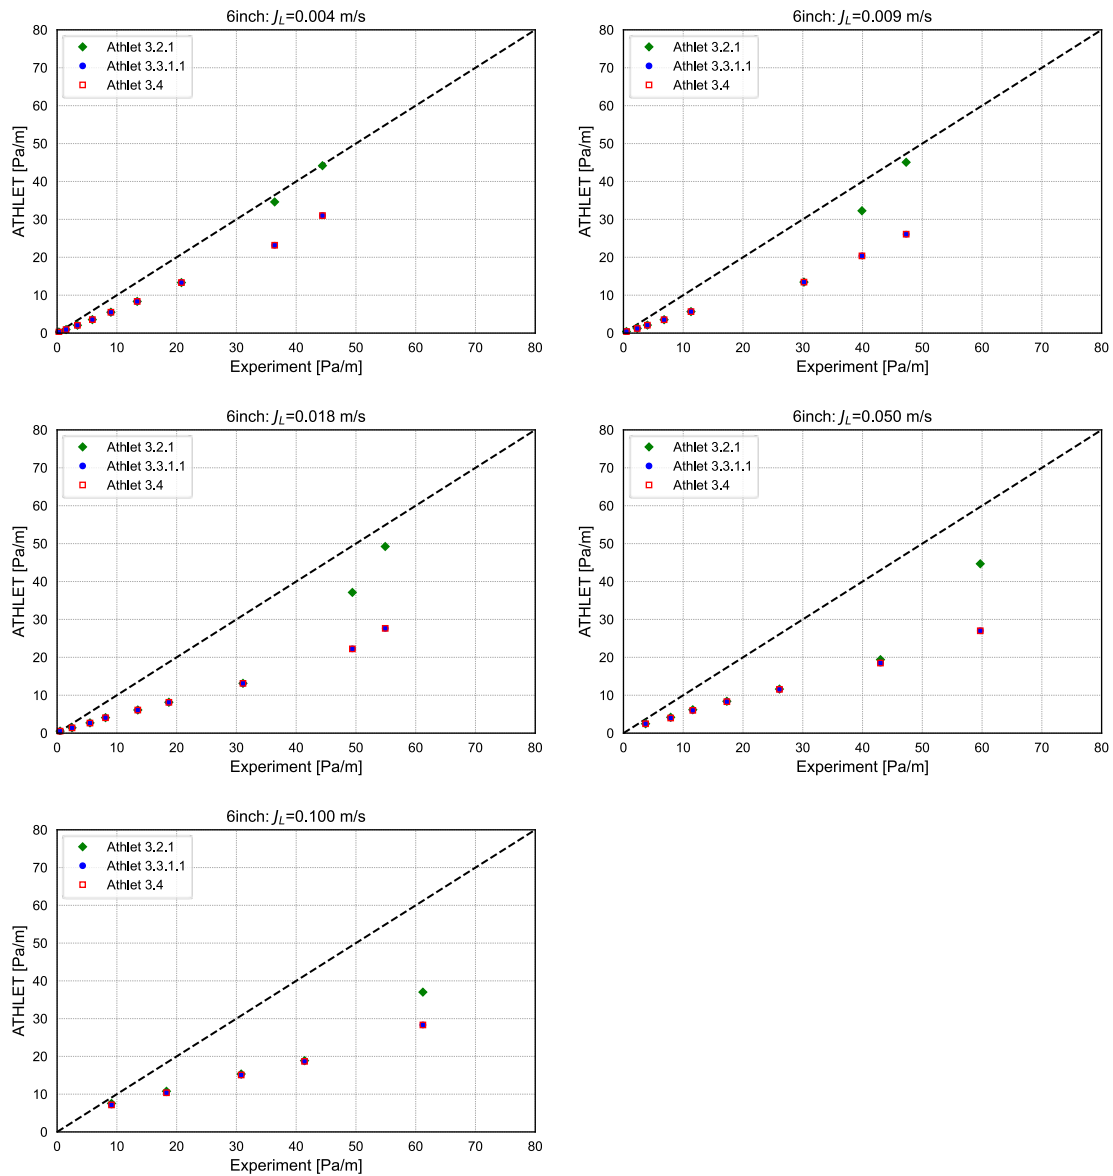 6inch: J_L=0.004 m/s
80
70
60
50
40
30
20
10
0
ATHLET [Pa/m]
Athlet 3.2.1
Athlet 3.3.1.1
Athlet 3.4
0 10 20 30 40 50 60 70 80
Experiment [Pa/m]
6inch: J_L=0.009 m/s
80
70
60
50
40
30
20
10
0
ATHLET [Pa/m]
Athlet 3.2.1
Athlet 3.3.1.1
Athlet 3.4
0 10 20 30 40 50 60 70 80
Experiment [Pa/m]
6inch: J_L=0.018 m/s
80
70
60
50
40
30
20
10
0
ATHLET [Pa/m]
Athlet 3.2.1
Athlet 3.3.1.1
Athlet 3.4
0 10 20 30 40 50 60 70 80
Experiment [Pa/m]
6inch: J_L=0.050 m/s
80
70
60
50
40
30
20
10
0
ATHLET [Pa/m]
Athlet 3.2.1
Athlet 3.3.1.1
Athlet 3.4
0 10 20 30 40 50 60 70 80
Experiment [Pa/m]
6inch: J_L=0.100 m/s
80
70
60
50
40
30
20
10
0
ATHLET [Pa/m]
Athlet 3.2.1
Athlet 3.3.1.1
Athlet 3.4
0 10 20 30 40 50 60 70 80
Experiment [Pa/m]